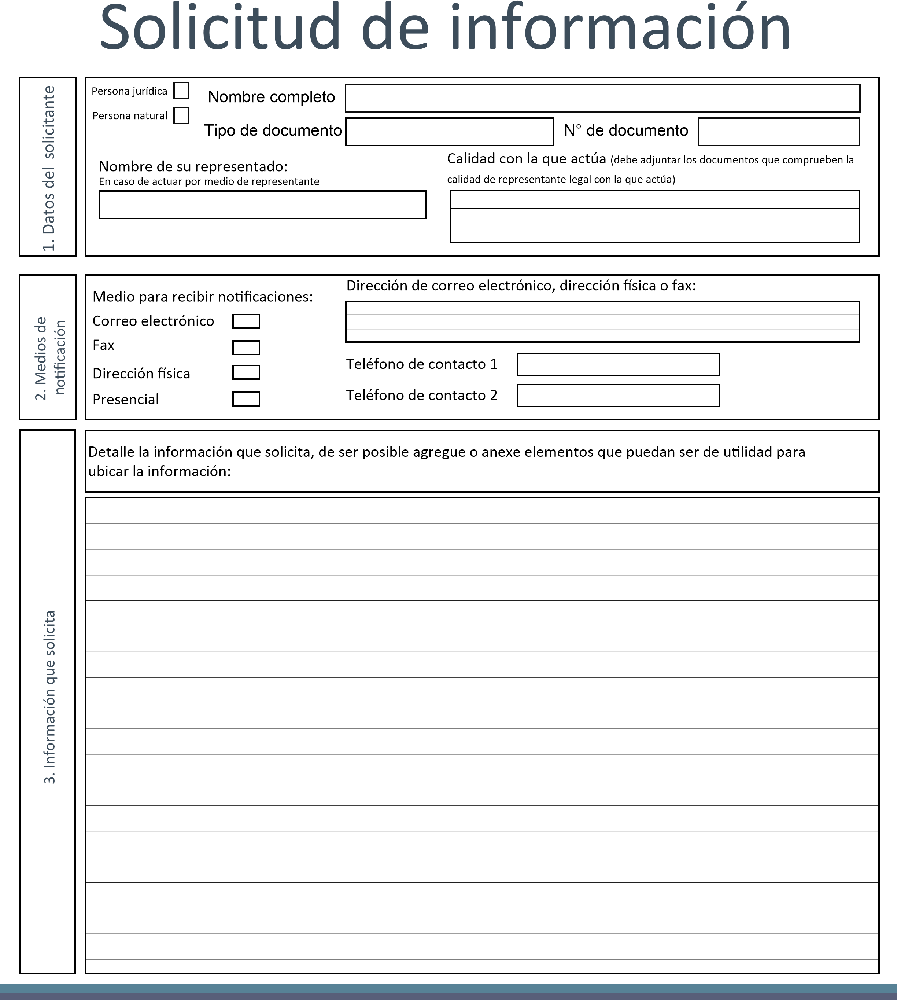 Solicitud de información
1. Datos del solicitante
Persona jurídica
Persona natural
Nombre completo
Tipo de documento
N° de documento
Nombre de su representado:
En caso de actuar por medio de representante
Calidad con la que actúa (debe adjuntar los documentos que comprueben la
calidad de representante legal con la que actúa)
2. Medios de
notificación
Medio para recibir notificaciones:
Correo electrónico
Fax
Dirección física
Presencial
Dirección de correo electrónico, dirección física o fax:
Teléfono de contacto 1
Teléfono de contacto 2
3. Información que solicita
Detalle la información que solicita, de ser posible agregue o anexe elementos que puedan ser de utilidad para
ubicar la información: